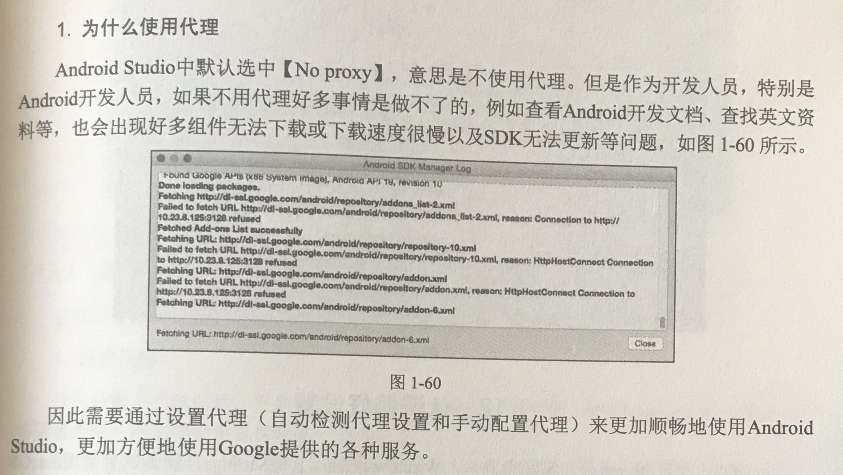 1. 为什么使用代理
Android Studio中默认选中【No proxy】，意思是不使用代理。但是作为开发人员，特别是
Android开发人员，如果不用代理好多事情是做不了的，例如查看Android开发文档、查找英文资
料等，也会出现好多组件无法下载或下载速度很慢以及SDK无法更新等问题，如图 1-60 所示。
Android SDK Manager Log
Found Google APIs (x86 System Image), Android API 19, revision 10
Done loading packages.
Fetching http://dl-ssl.google.com/android/repository/addons_list-2.xml
Failed to fetch URL http://dl-ssl.google.com/android/repository/addons_list-2.xml, reason: Connection to http://
10.23.8.125:3128 refused
Fetched Add-ons List successfully
Fetching URL: http://dl-ssl.google.com/android/repository/repository-10.xml
Failed to fetch URL http://dl-ssl.google.com/android/repository/repository-10.xml, reason: HttpHostConnect Connection
to http://10.23.8.125:3128 refused
Fetching URL: http://dl-ssl.google.com/android/repository/addon.xml
Failed to fetch URL http://dl-ssl.google.com/android/repository/addon.xml, reason: HttpHostConnect Connection to
http://10.23.8.125:3128 refused
Fetching URL: http://dl-ssl.google.com/android/repository/addon-6.xml
Fetching URL: http://dl-ssl.google.com/android/repository/addon-6.xml
Close
图 1-60
因此需要通过设置代理（自动检测代理设置和手动配置代理）来更加顺畅地使用Android
Studio，更加方便地使用Google提供的各种服务。